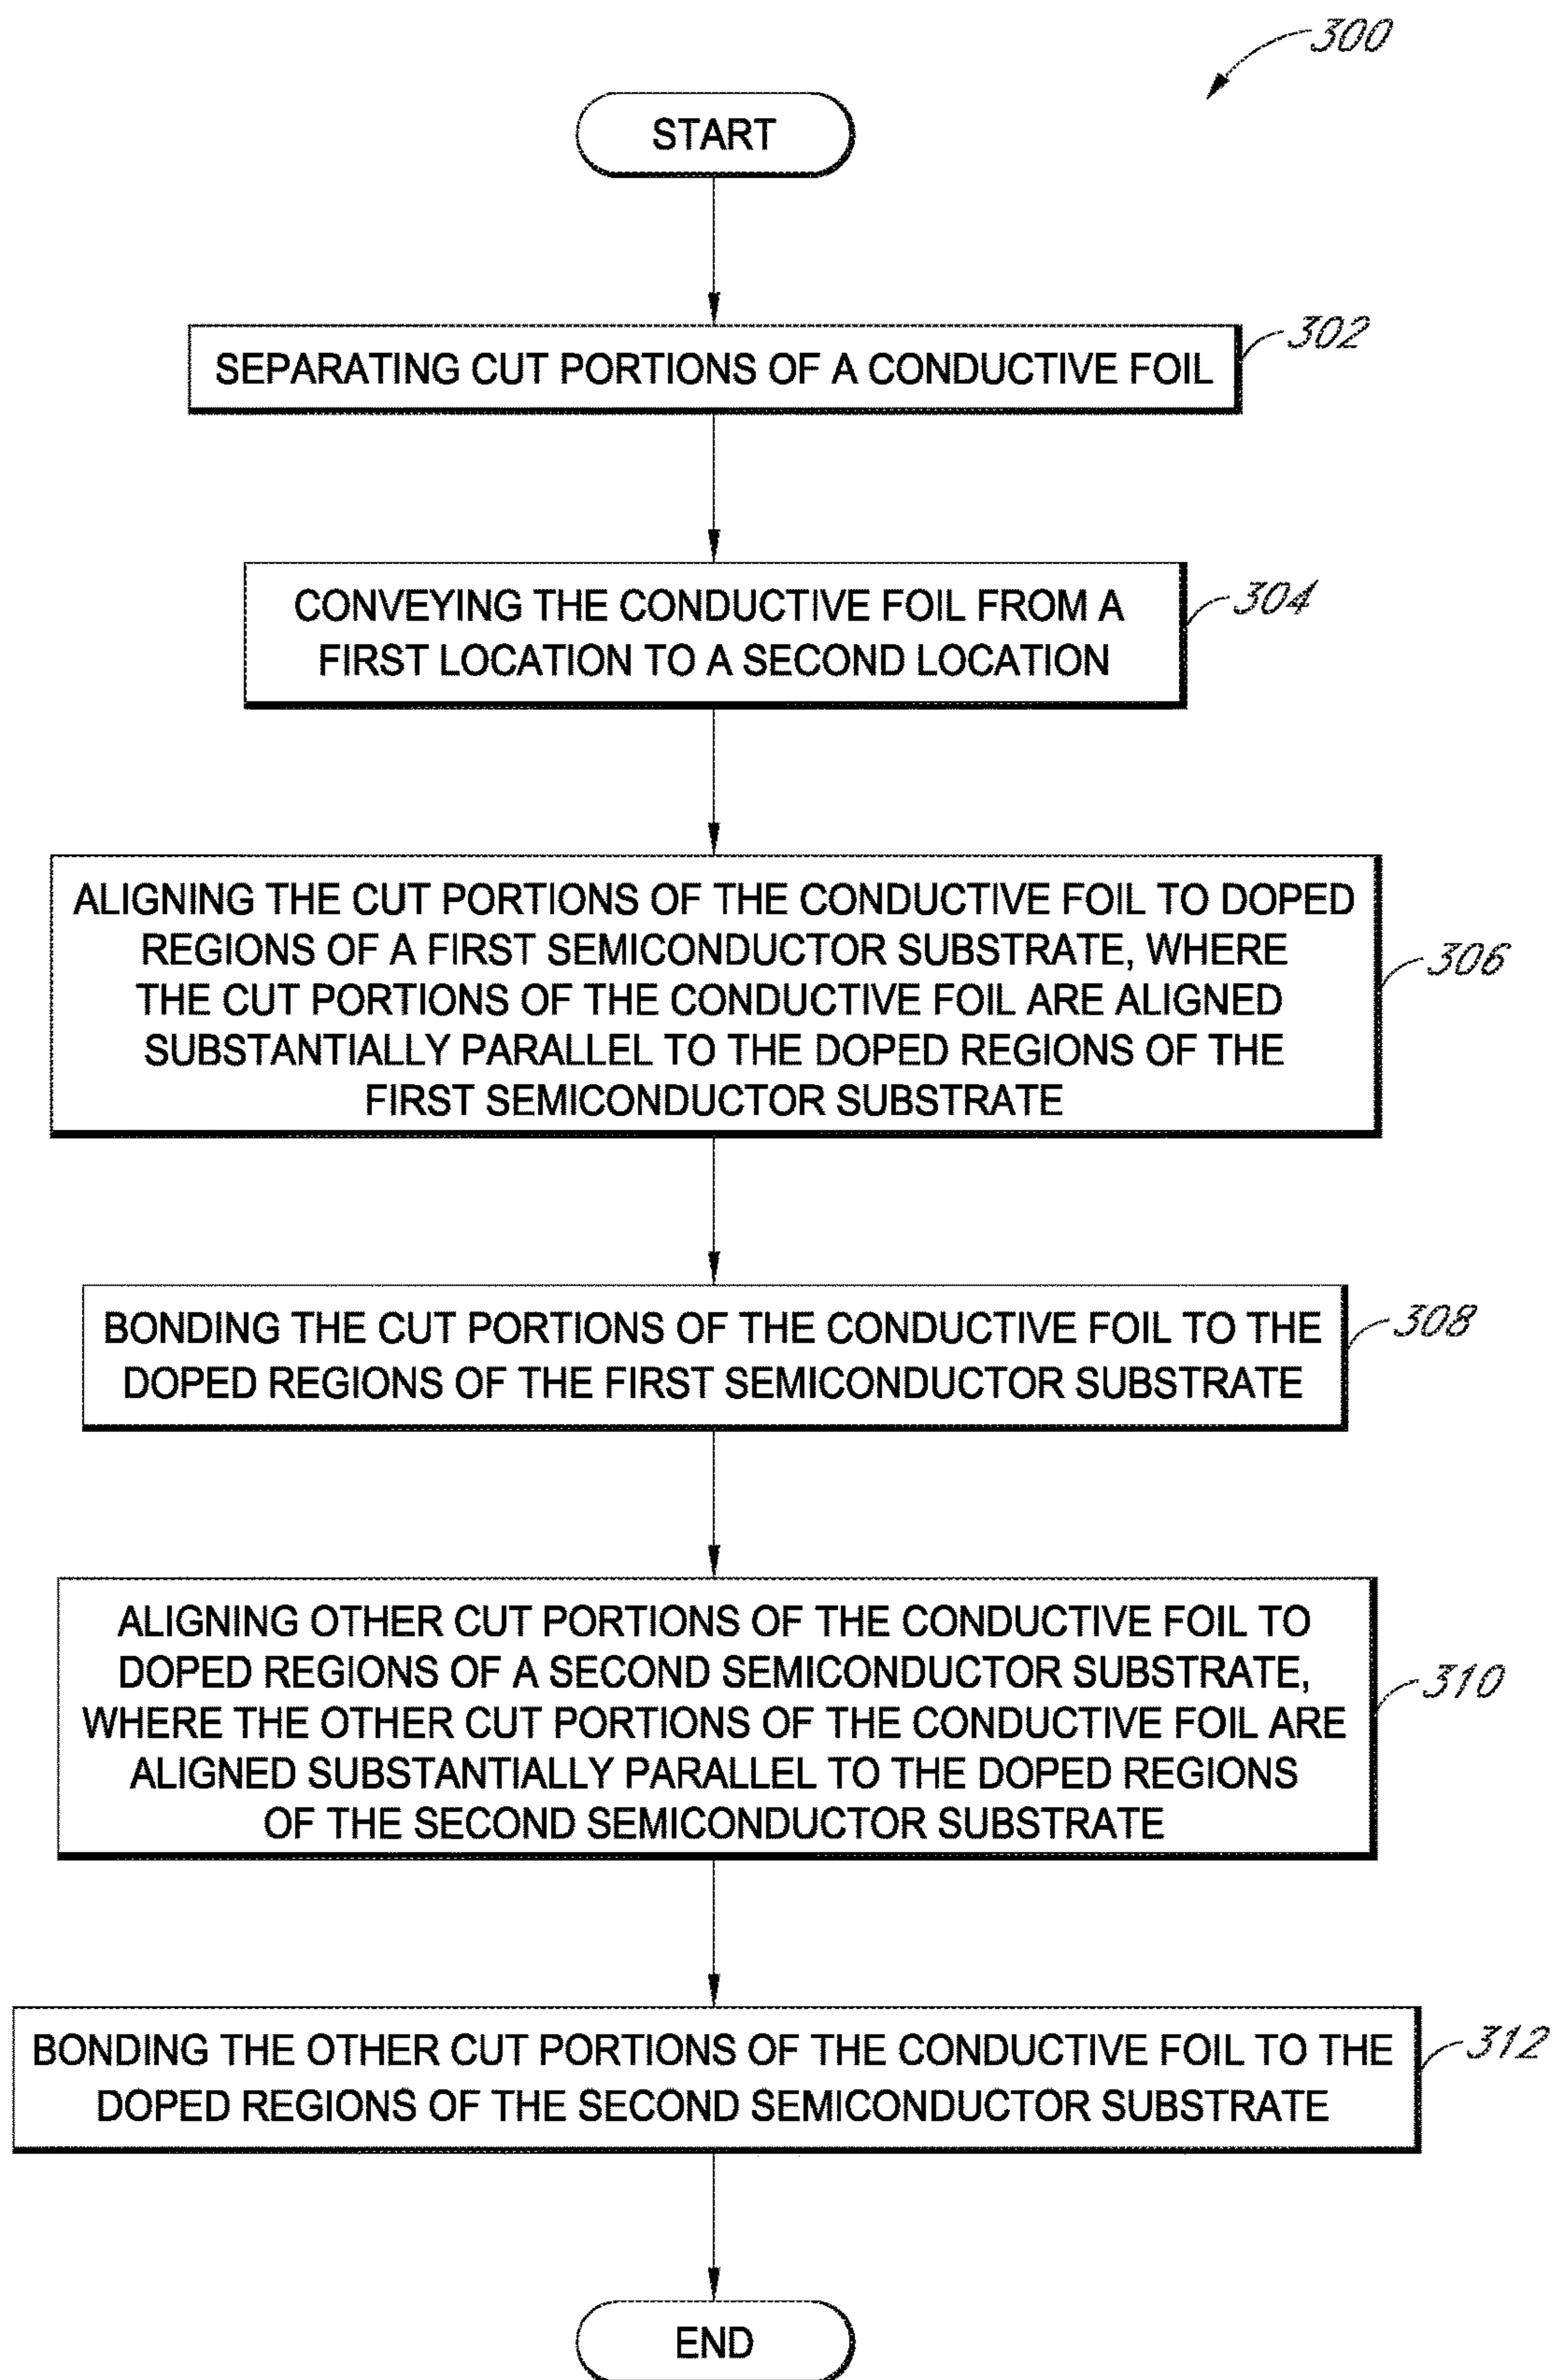 300
START
SEPARATING CUT PORTIONS OF A CONDUCTIVE FOIL
302
CONVEYING THE CONDUCTIVE FOIL FROM A
FIRST LOCATION TO A SECOND LOCATION
304
ALIGNING THE CUT PORTIONS OF THE CONDUCTIVE FOIL TO DOPED
REGIONS OF A FIRST SEMICONDUCTOR SUBSTRATE, WHERE
THE CUT PORTIONS OF THE CONDUCTIVE FOIL ARE ALIGNED
SUBSTANTIALLY PARALLEL TO THE DOPED REGIONS OF THE
FIRST SEMICONDUCTOR SUBSTRATE
306
BONDING THE CUT PORTIONS OF THE CONDUCTIVE FOIL TO THE
DOPED REGIONS OF THE FIRST SEMICONDUCTOR SUBSTRATE
308
ALIGNING OTHER CUT PORTIONS OF THE CONDUCTIVE FOIL TO
DOPED REGIONS OF A SECOND SEMICONDUCTOR SUBSTRATE,
WHERE THE OTHER CUT PORTIONS OF THE CONDUCTIVE FOIL ARE
ALIGNED SUBSTANTIALLY PARALLEL TO THE DOPED REGIONS
OF THE SECOND SEMICONDUCTOR SUBSTRATE
310
BONDING THE OTHER CUT PORTIONS OF THE CONDUCTIVE FOIL TO THE
DOPED REGIONS OF THE SECOND SEMICONDUCTOR SUBSTRATE
312
END